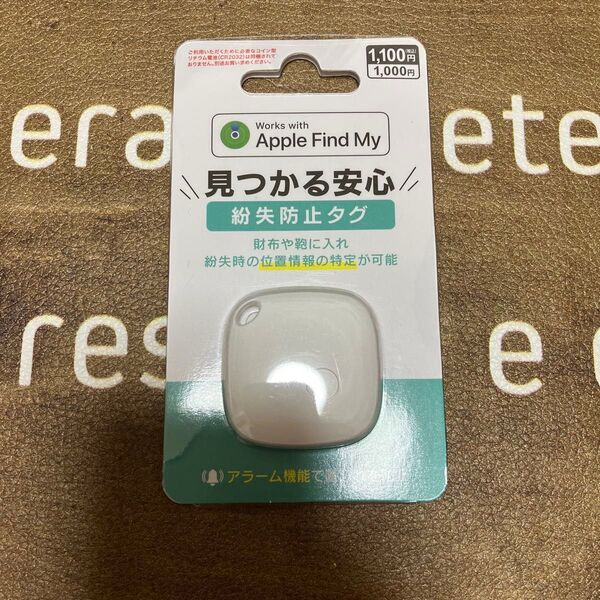 ご利用いただくために必要なコイン型
リチウム電池(CR2032)は同梱されて
おりません。別途お買い求めください。
1,100円(税込)
1,000円
Works with
Apple Find My
見つかる安心
紛失防止タグ
財布や鞄に入れ
紛失時の位置情報の特定が可能
アラーム機能で
era
ete
res
e e